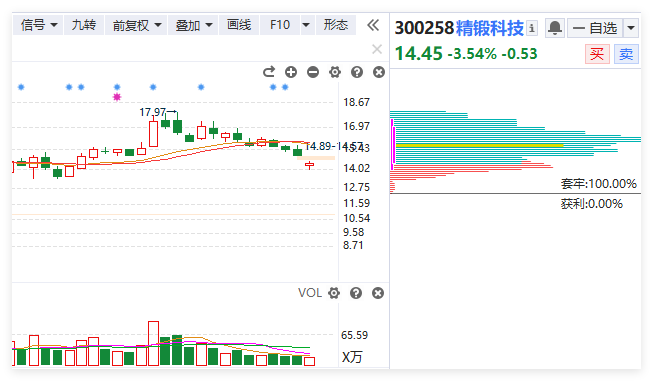 信号 九转 前复权 叠加 画线 F10 形态
300258 精锻科技
自选
14.45 -3.54% -0.53
买 卖
18.67
17.97
16.97
14.89-14.57
15.43
14.02
12.75
11.59
10.54
9.58
8.71
套牢:100.00%
获利:0.00%
VOL
65.59
X万